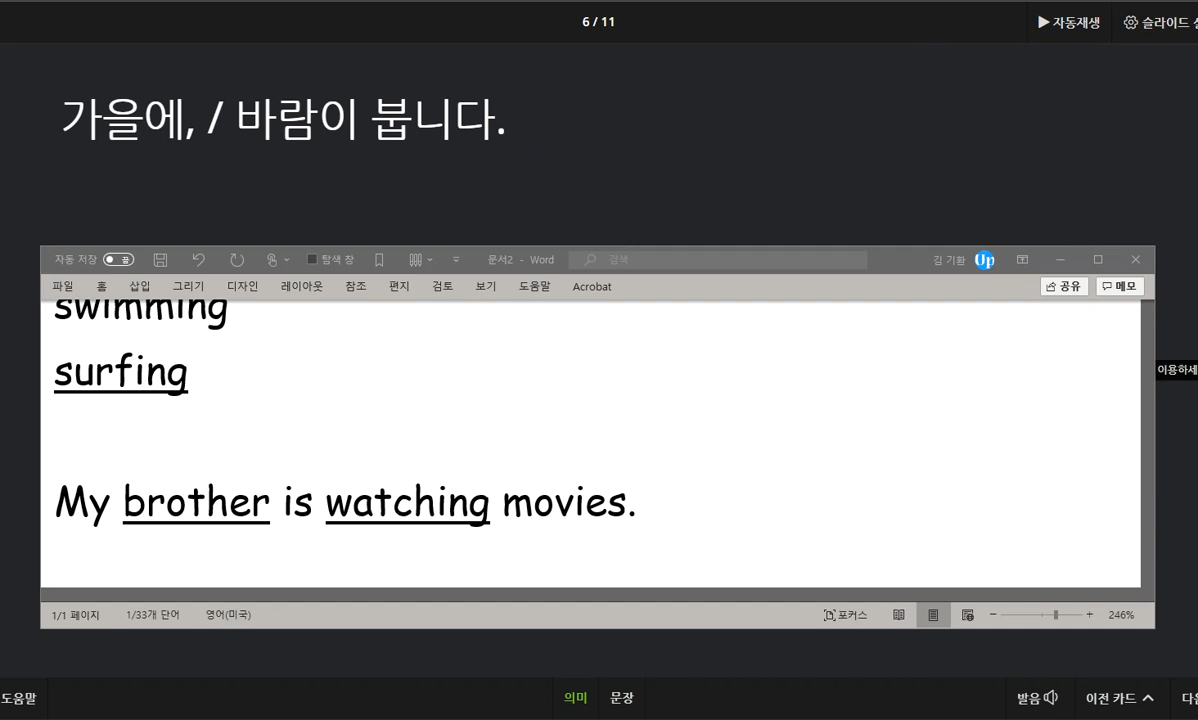 6 / 11
자동재생
슬라이드
가을에, / 바람이 붑니다.
자동 저장
끔
탐색 창
문서2 - Word
검색
김 기환
Up
파일 홈 삽입 그리기 디자인 레이아웃 참조 편지 검토 보기 도움말 Acrobat
공유
메모
swimming
surfing
이용하세
My brother is watching movies.
1/1 페이지
1/33개 단어
영어(미국)
포커스
246%
도움말
의미
문장
발음
이전 카드
다음